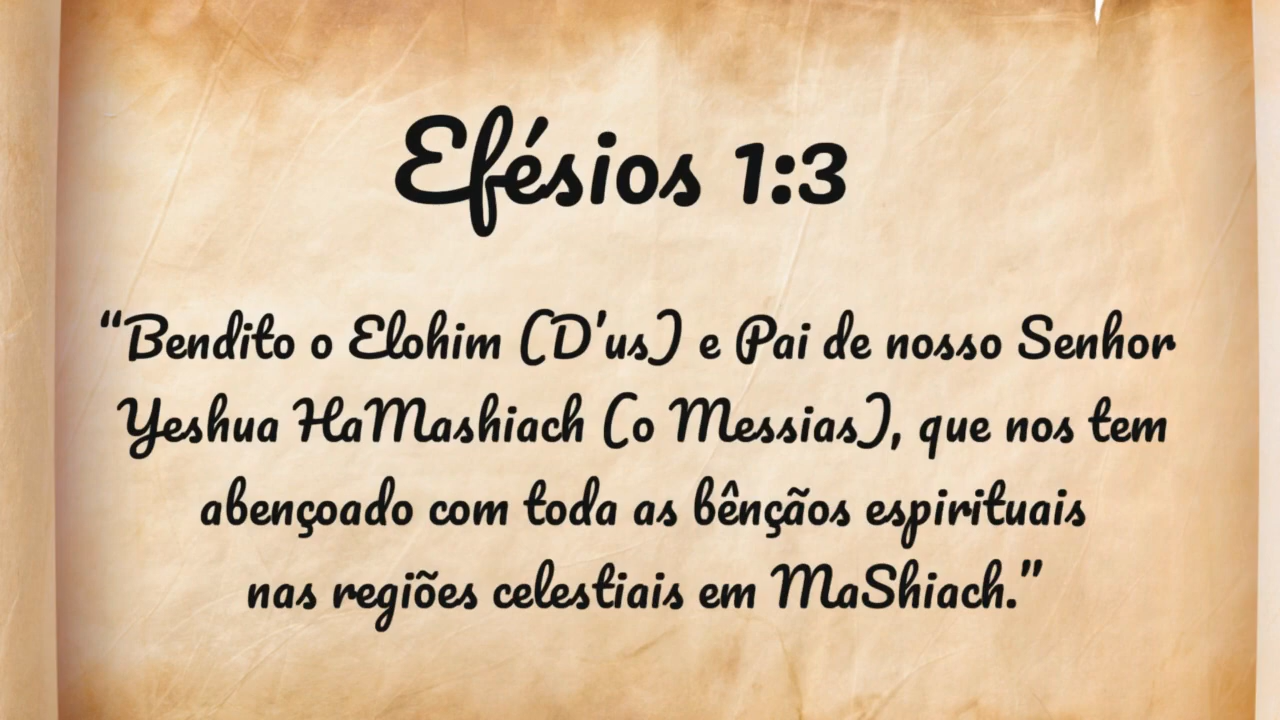 Efésios 1:3
“Bendito o Elohim (D'us) e Pai de nosso Senhor
Yeshua HaMashiach (o Messias), que nos tem
abençoado com toda as bênçãos espirituais
nas regiões celestiais em MaShiach.”